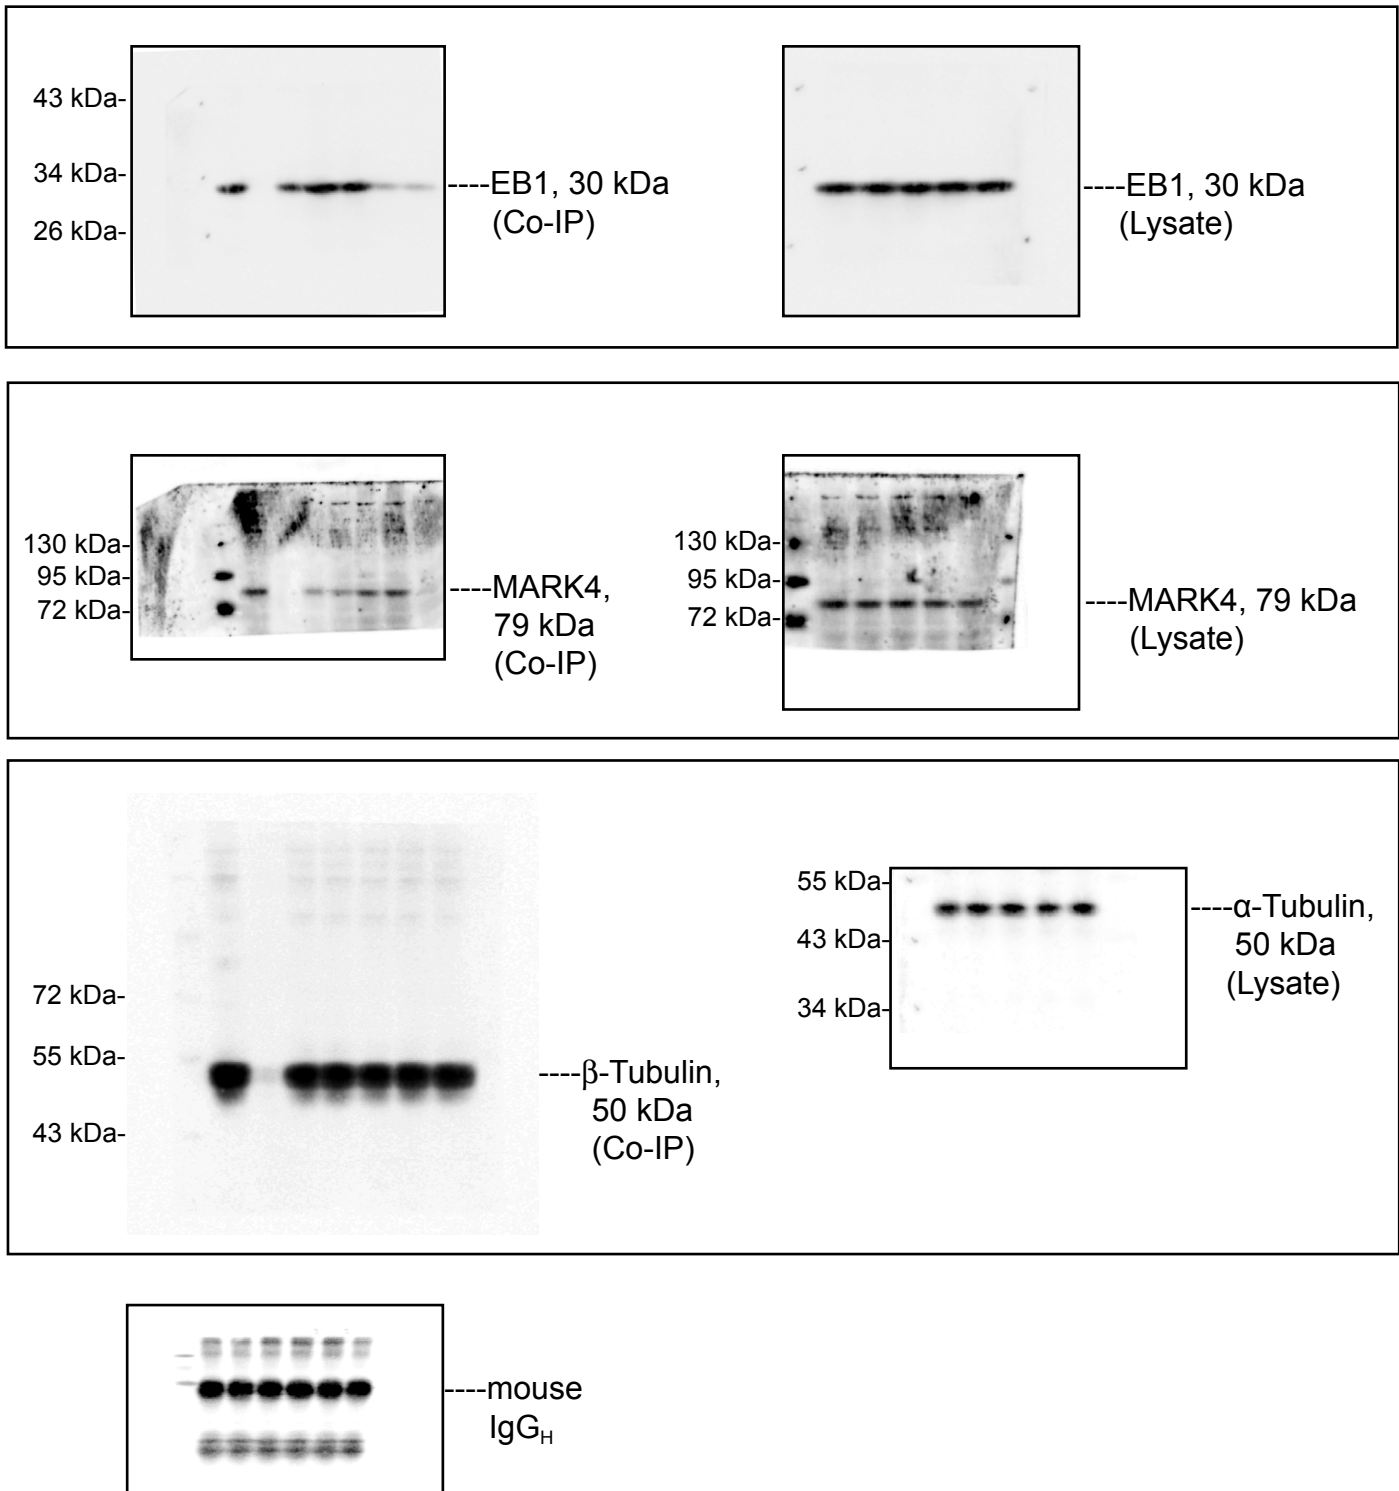 43 kDa-
34 kDa-
26 kDa-
----EB1, 30 kDa
(Co-IP)
----EB1, 30 kDa
(Lysate)
130 kDa-
95 kDa-
72 kDa-
----MARK4,
79 kDa
(Co-IP)
130 kDa-
95 kDa-
72 kDa-
----MARK4, 79 kDa
(Lysate)
72 kDa-
55 kDa-
43 kDa-
----β-Tubulin,
50 kDa
(Co-IP)
55 kDa-
43 kDa-
34 kDa-
----α-Tubulin,
50 kDa
(Lysate)
----mouse
IgGH